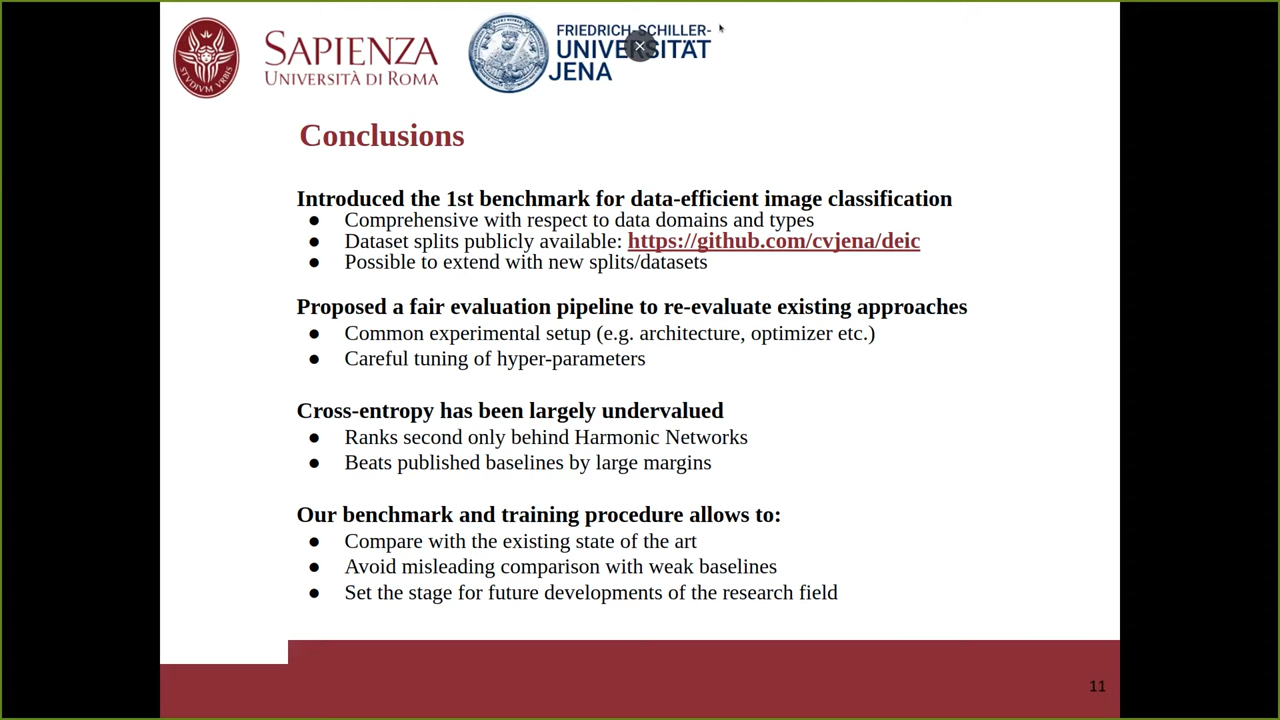 SAPIENZA
UNIVERSITÀ DI ROMA
STVDIVM VRBIS
FRIEDRICH-SCHILLER-
UNIVERSITÄT
JENA
Conclusions
Introduced the 1st benchmark for data-efficient image classification
● Comprehensive with respect to data domains and types
● Dataset splits publicly available: https://github.com/cvjena/deic
● Possible to extend with new splits/datasets
Proposed a fair evaluation pipeline to re-evaluate existing approaches
● Common experimental setup (e.g. architecture, optimizer etc.)
● Careful tuning of hyper-parameters
Cross-entropy has been largely undervalued
● Ranks second only behind Harmonic Networks
● Beats published baselines by large margins
Our benchmark and training procedure allows to:
● Compare with the existing state of the art
● Avoid misleading comparison with weak baselines
● Set the stage for future developments of the research field
11